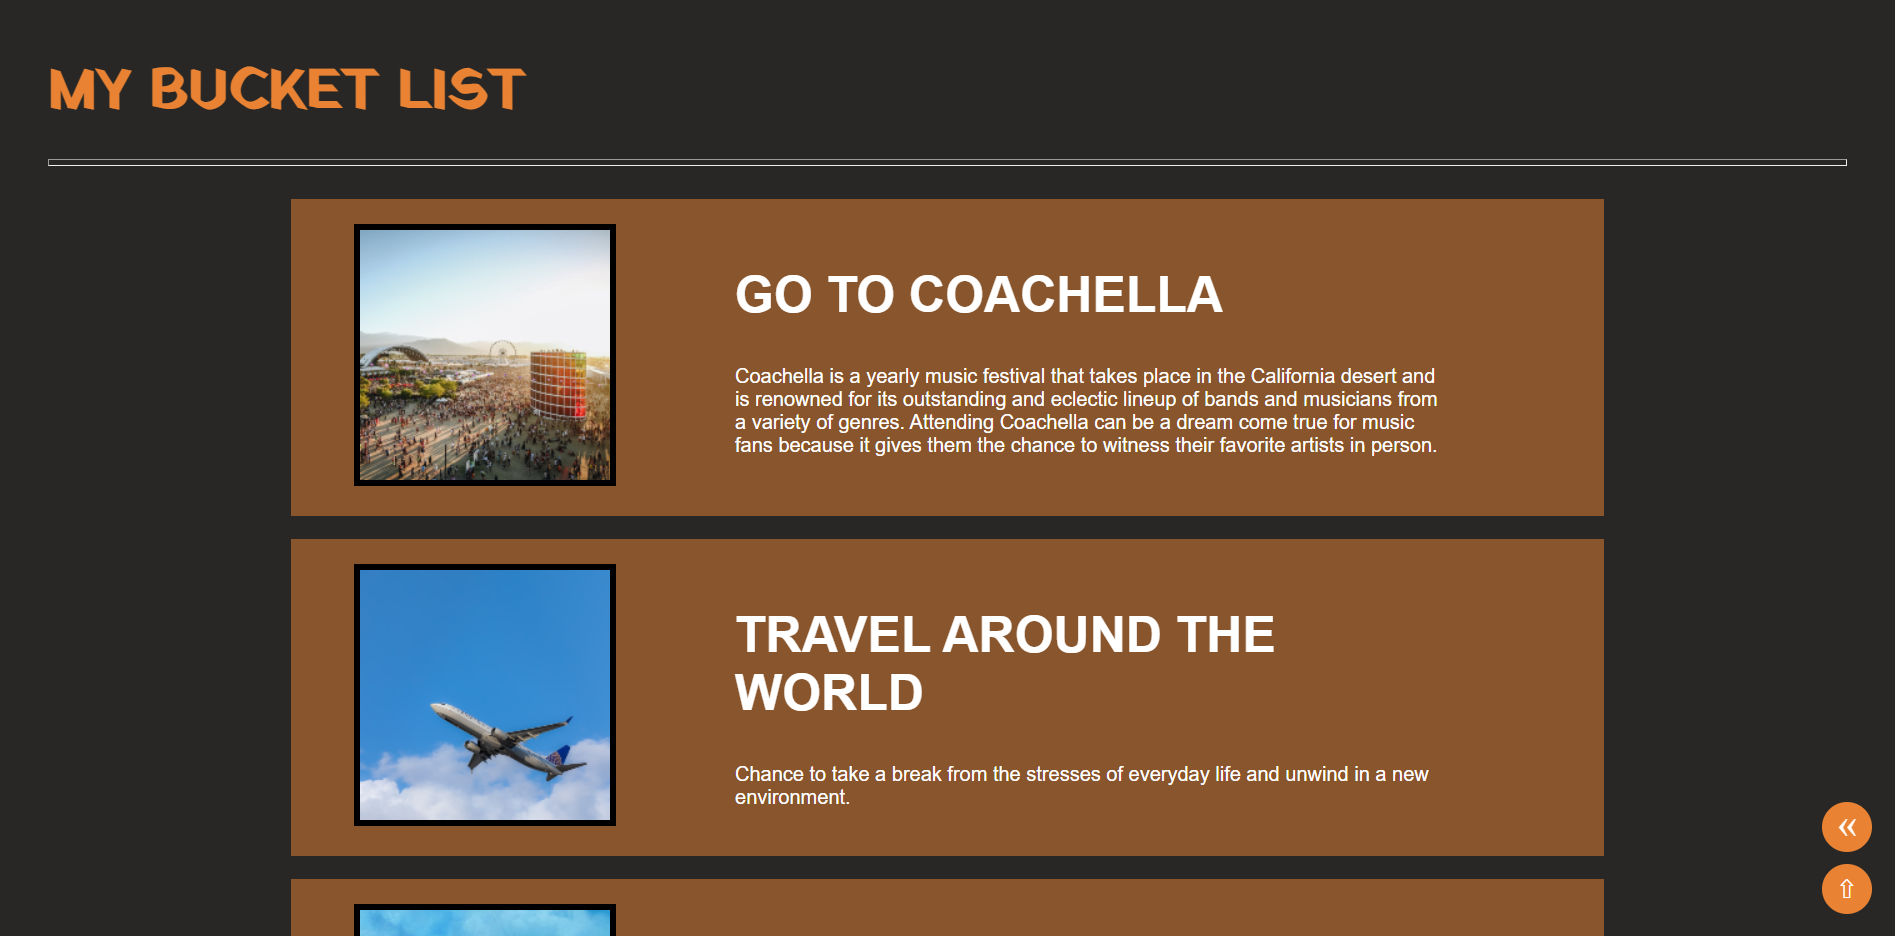 MY BUCKET LIST
GO TO COACHELLA
Coachella is a yearly music festival that takes place in the California desert and
is renowned for its outstanding and eclectic lineup of bands and musicians from
a variety of genres. Attending Coachella can be a dream come true for music
fans because it gives them the chance to witness their favorite artists in person.
TRAVEL AROUND THE
WORLD
Chance to take a break from the stresses of everyday life and unwind in a new
environment.
«
⇧